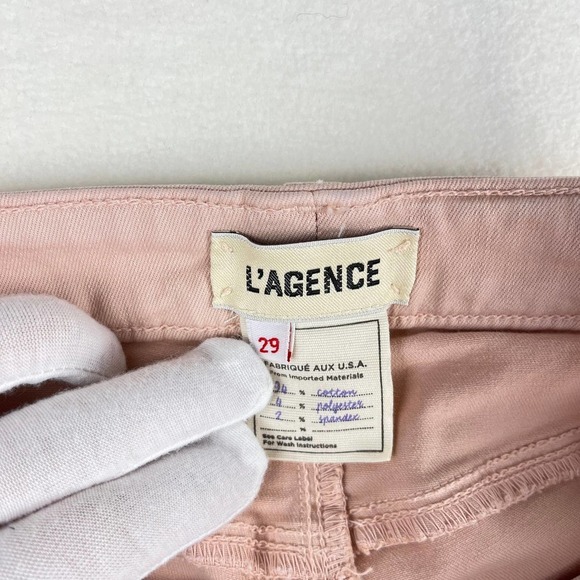 L'AGENCE
29
FABRIQUÉ AUX U.S.A.
From Imported Materials
94 % cotton
4 % polyester
2 % spandex
%
See Care Label
For Wash Instructions